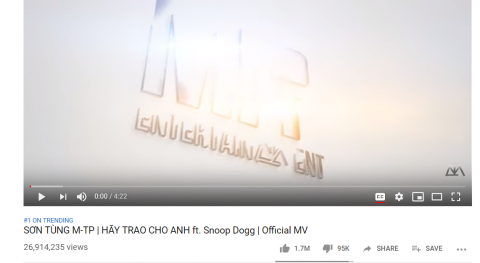 M-TP
ENTERTAINMENT
0:00 / 4:22
CC
#1 ON TRENDING
SƠN TÙNG M-TP | HÃY TRAO CHO ANH ft. Snoop Dogg | Official MV
26,914,235 views
1.7M
95K
SHARE
SAVE